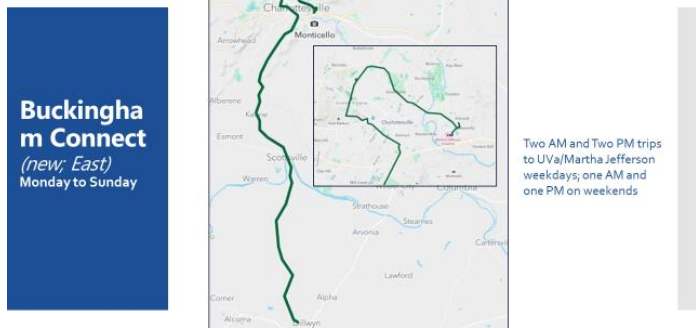 Buckingha
m Connect
(new; East)
Monday to Sunday
Charlottesville
Monticello
Arrowhead
Alberene
Keene
Esmont
Scottsville
Warren
Columbia
Strathouse
Stearnes
Arvonia
Cartersvi
Lawford
Corner
Alpha
Alcoma
Dillwyn
Charlottesville
Two AM and Two PM trips
to UVa/Martha Jefferson
weekdays; one AM and
one PM on weekends